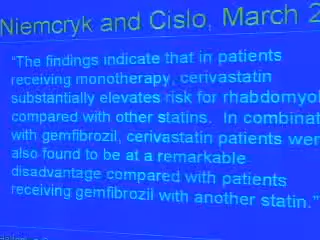 Niemcryk and Cislo, March 2
"The findings indicate that in patients
receiving monotherapy, cerivastatin
substantially elevates risk for rhabdomyol
compared with other statins. In combinat
with gemfibrozil, cerivastatin patients wer
also found to be at a remarkable
disadvantage compared with patients
receiving gemfibrozil with another statin."